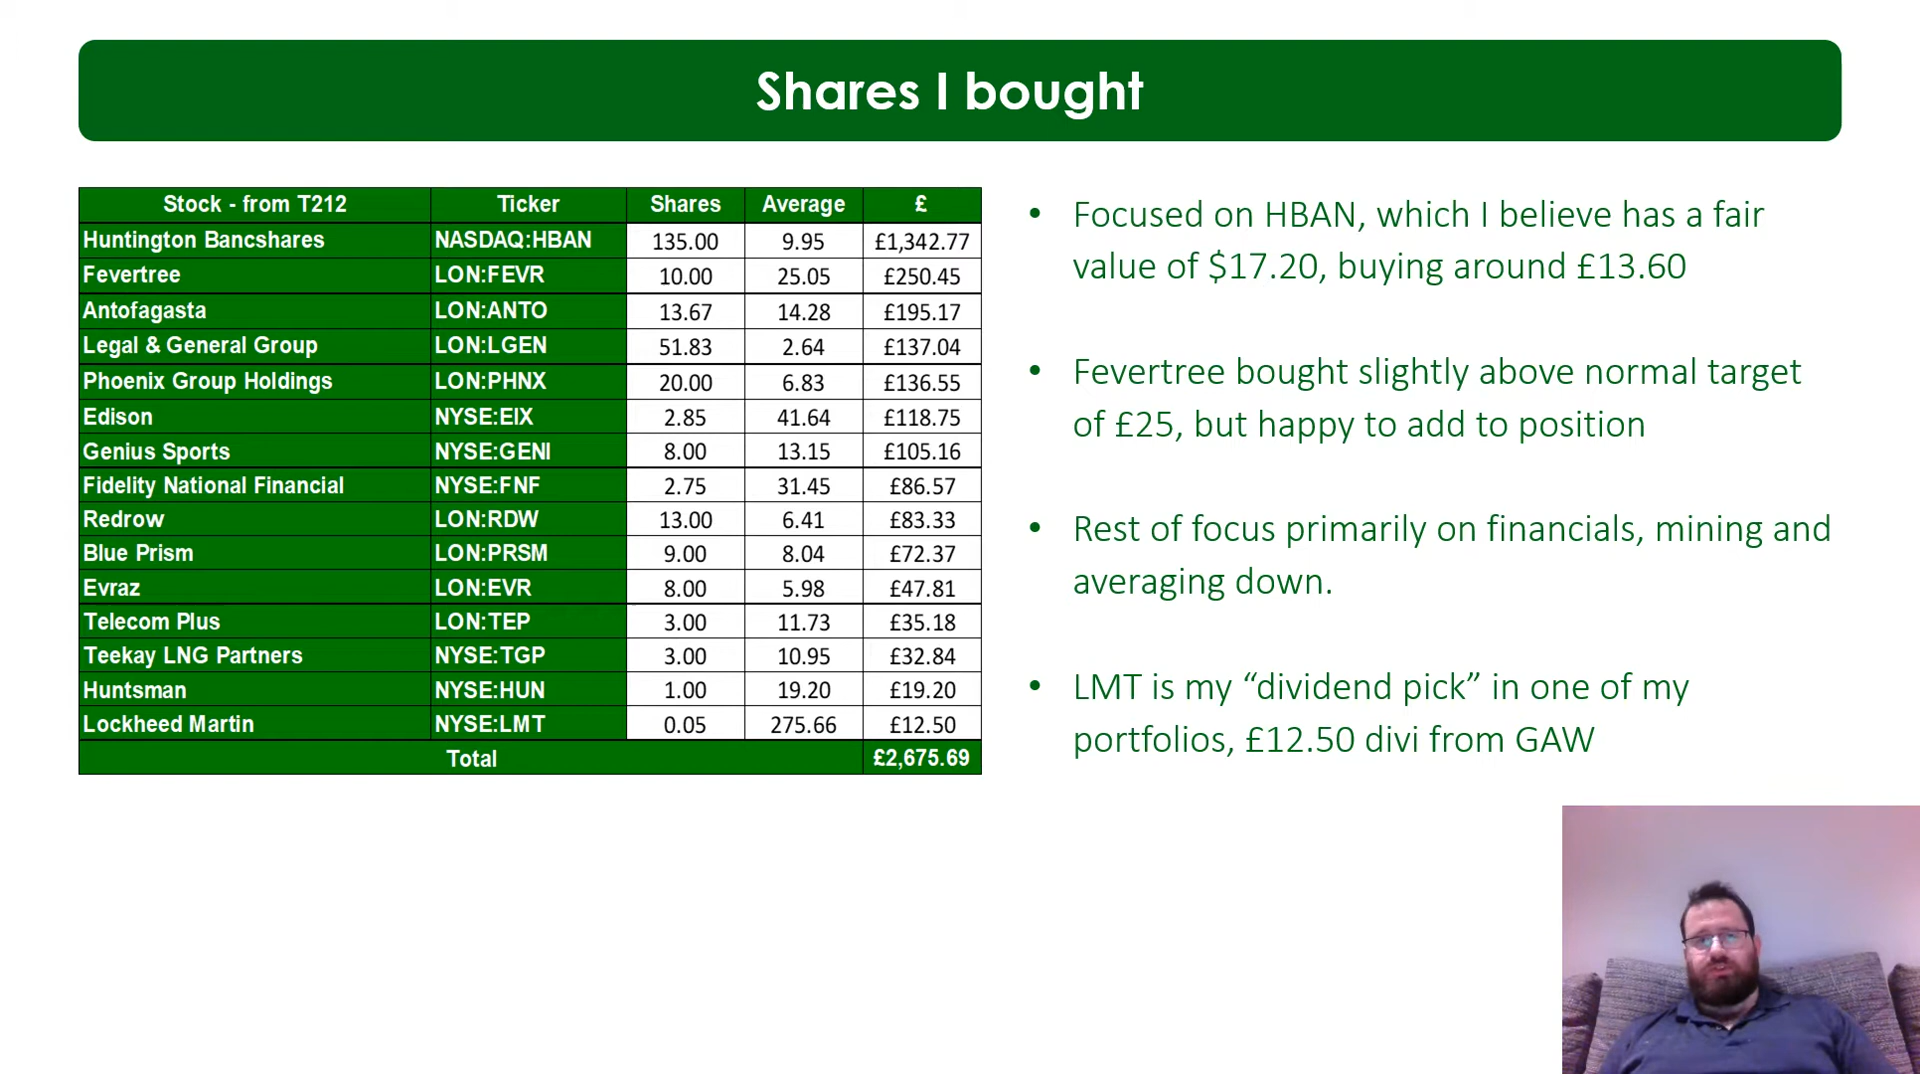 Shares I bought
Stock - from T212 Ticker Shares Average £
Huntington Bancshares NASDAQ:HBAN 135.00 9.95 £1,342.77
Fevertree LON:FEVR 10.00 25.05 £250.45
Antofagasta LON:ANTO 13.67 14.28 £195.17
Legal & General Group LON:LGEN 51.83 2.64 £137.04
Phoenix Group Holdings LON:PHNX 20.00 6.83 £136.55
Edison NYSE:EIX 2.85 41.64 £118.75
Genius Sports NYSE:GENI 8.00 13.15 £105.16
Fidelity National Financial NYSE:FNF 2.75 31.45 £86.57
Redrow LON:RDW 13.00 6.41 £83.33
Blue Prism LON:PRSM 9.00 8.04 £72.37
Evraz LON:EVR 8.00 5.98 £47.81
Telecom Plus LON:TEP 3.00 11.73 £35.18
Teekay LNG Partners NYSE:TGP 3.00 10.95 £32.84
Huntsman NYSE:HUN 1.00 19.20 £19.20
Lockheed Martin NYSE:LMT 0.05 275.66 £12.50
Total £2,675.69
• Focused on HBAN, which I believe has a fair
value of $17.20, buying around £13.60
• Fevertree bought slightly above normal target
of £25, but happy to add to position
• Rest of focus primarily on financials, mining and
averaging down.
• LMT is my “dividend pick” in one of my
portfolios, £12.50 divi from GAW